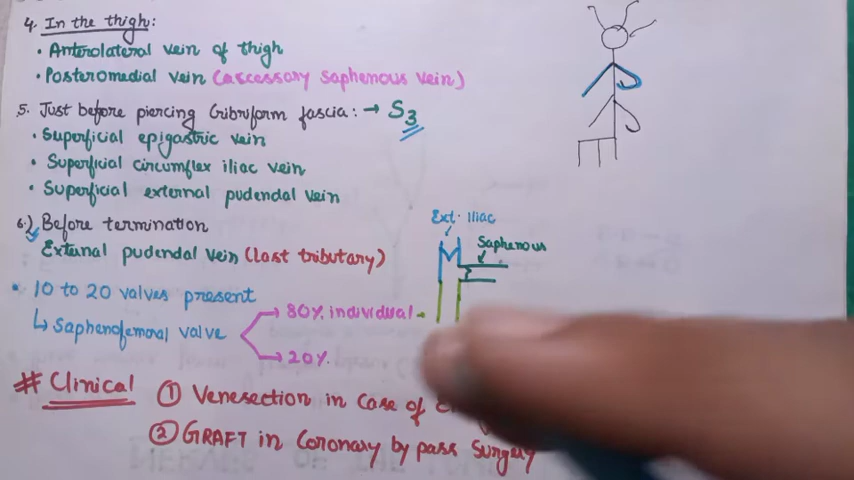 4. In the thigh:
• Anterolateral vein of thigh
• Posteromedial vein (ascessary saphenous vein)
5. Just before piercing Cribriform fascia: → S3
• Superficial epigastric vein
• Superficial circumflex iliac vein
• Superficial external pudendal vein
6.) Before termination
External pudendal vein (last tributary)
Ext. iliac
Saphenous
• 10 to 20 valves present
↳ Saphenofemoral valve
→ 80% individual
→ 20%.
# Clinical
① Venesection in case of
② GRAFT in Coronary by pass Surgery